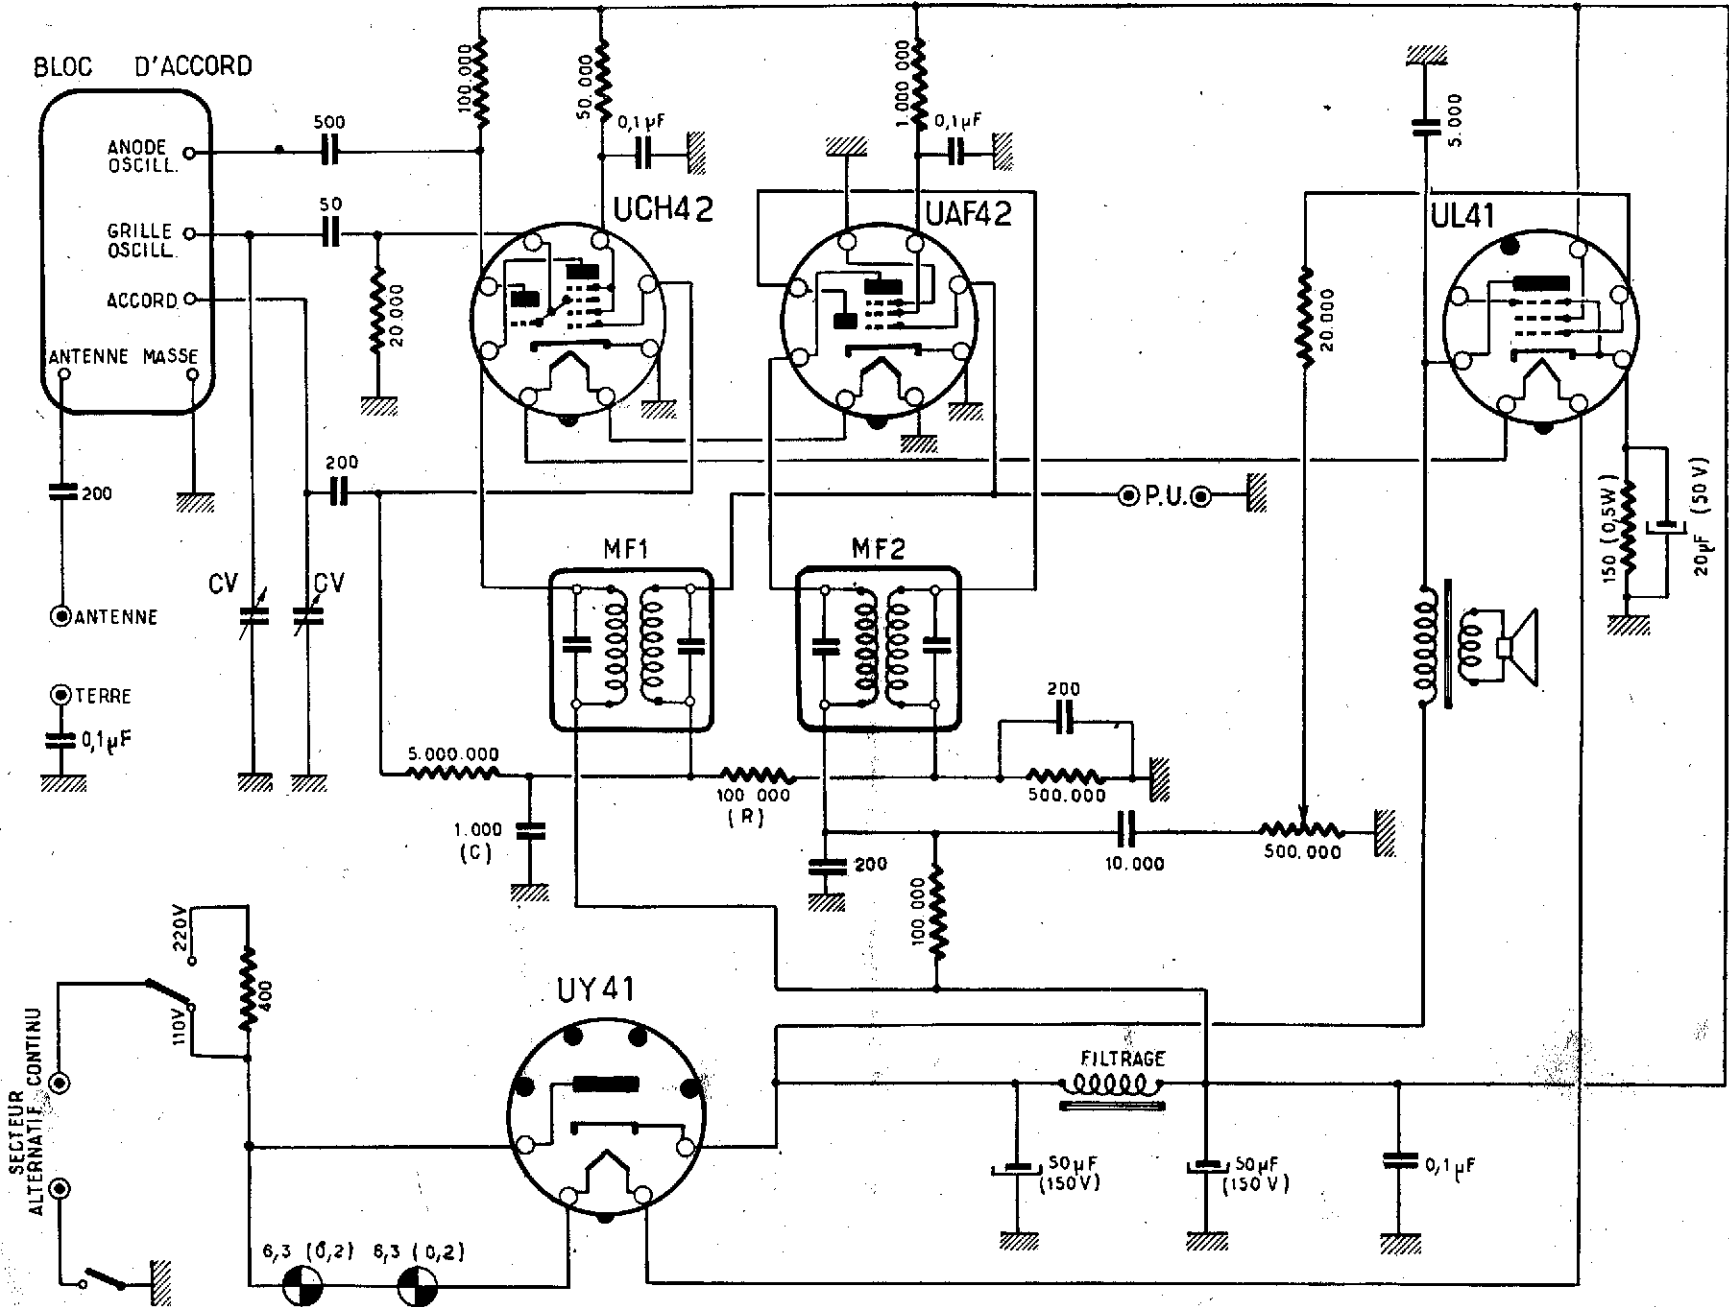 BLOC D'ACCORD
ANODE
OSCILL.
GRILLE
OSCILL.
ACCORD
ANTENNE MASSE
500
50
100.000
50.000
0,1µF
1.000 000
0,1µF
5.000
UCH42
UAF42
UL41
20.000
20.000
200
200
P.U.
150 (0,5W)
20µF (50 V)
CV
CV
MF1
MF2
ANTENNE
TERRE
0,1µF
5.000.000
100 000
(R)
200
500.000
1.000
(C)
200
10.000
500.000
100.000
220V
110V
400
UY41
SECTEUR
ALTERNATIF CONTINU
FILTRAGE
50µF
(150V)
50µF
(150V)
0,1µF
6,3 (0,2) 6,3 (0,2)